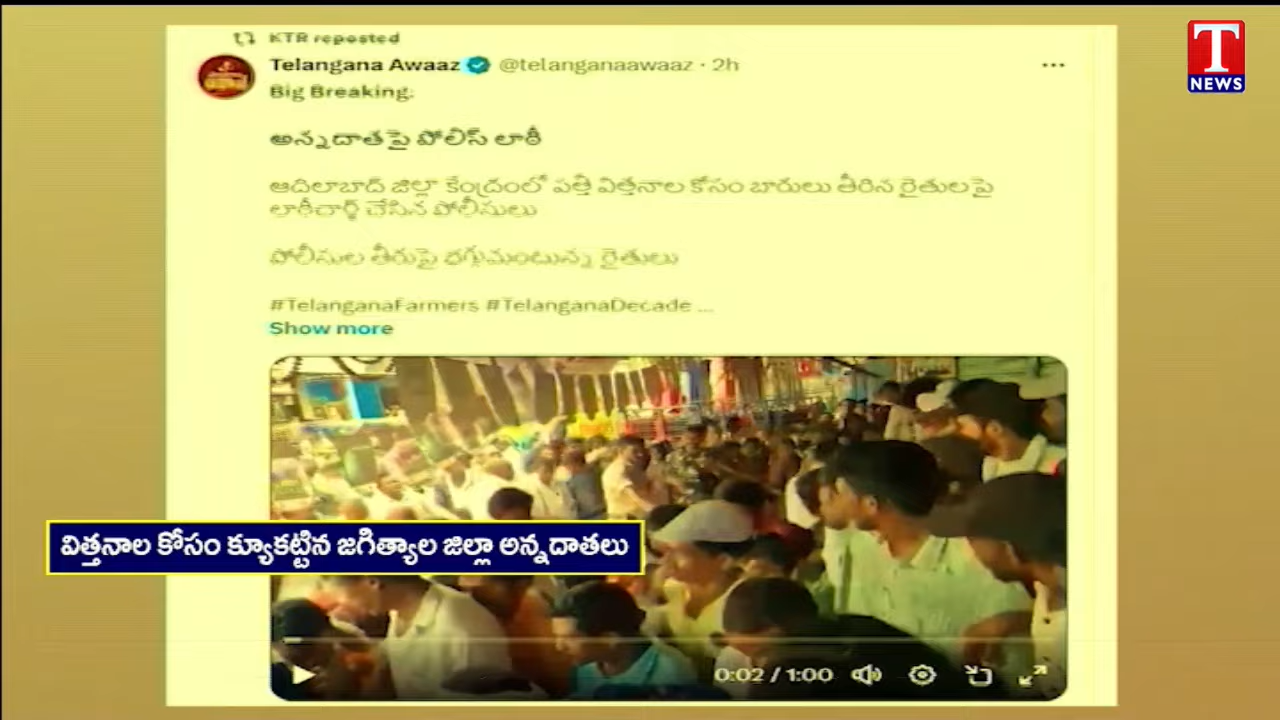 KTR reposted
Telangana Awaaz @telanganaawaaz · 2h
Big Breaking:
అన్నదాతపై పోలిస్ లాఠీ
ఆదిలాబాద్ జిల్లా కేంద్రంలో పత్తి విత్తనాల కోసం బారులు తీరిన రైతులపై
లాఠీచార్జ్ చేసిన పోలీసులు
పోలీసుల తీరుపై భగ్గుమంటున్న రైతులు
#TelanganaFarmers #TelanganaDecade ...
Show more
విత్తనాల కోసం క్యూకట్టిన జగిత్యాల జిల్లా అన్నదాతలు
0:02 / 1:00
T
NEWS